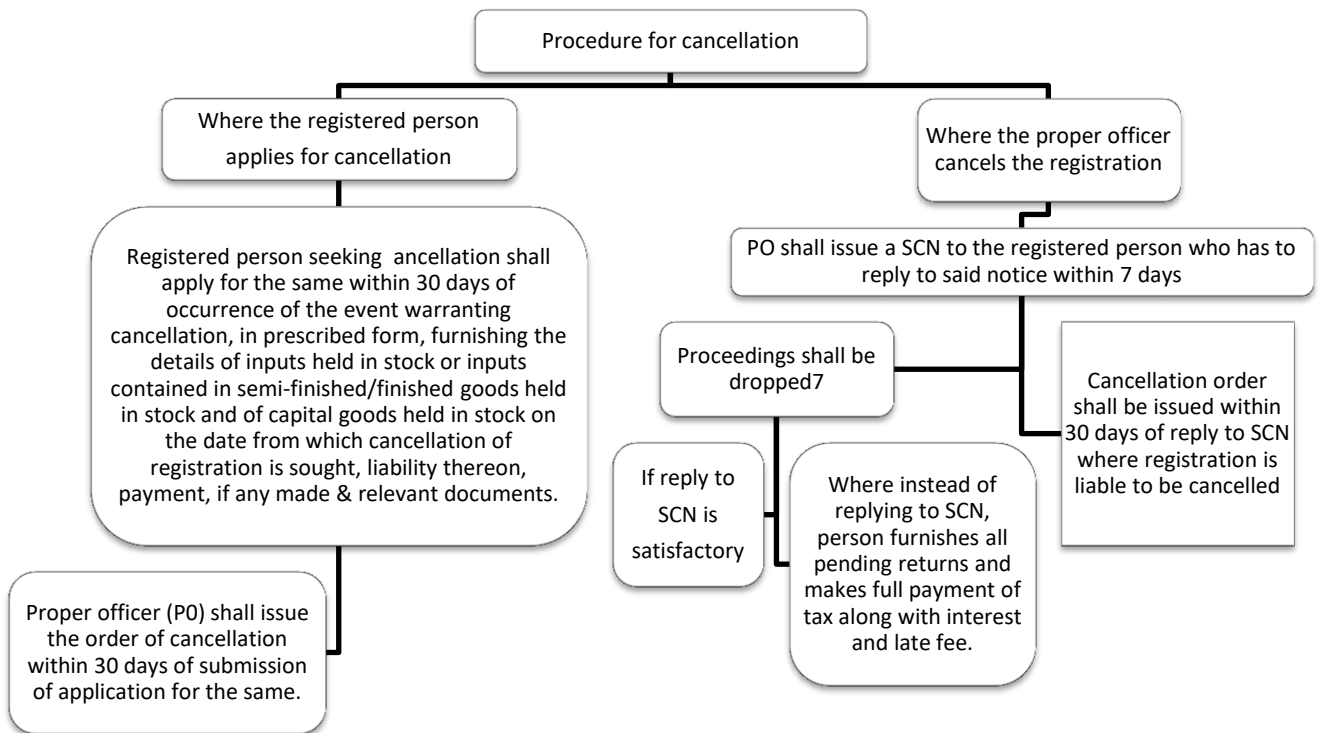 Procedure for cancellation
Where the registered person
applies for cancellation
Registered person seeking ancellation shall
apply for the same within 30 days of
occurrence of the event warranting
cancellation, in prescribed form, furnishing the
details of inputs held in stock or inputs
contained in semi-finished/finished goods held
in stock and of capital goods held in stock on
the date from which cancellation of
registration is sought, liability thereon,
payment, if any made & relevant documents.
Proper officer (P0) shall issue
the order of cancellation
within 30 days of submission
of application for the same.
Where the proper officer
cancels the registration
PO shall issue a SCN to the registered person who has to
reply to said notice within 7 days
Proceedings shall be
dropped7
If reply to
SCN is
satisfactory
Where instead of
replying to SCN,
person furnishes all
pending returns and
makes full payment of
tax along with interest
and late fee.
Cancellation order
shall be issued within
30 days of reply to SCN
where registration is
liable to be cancelled